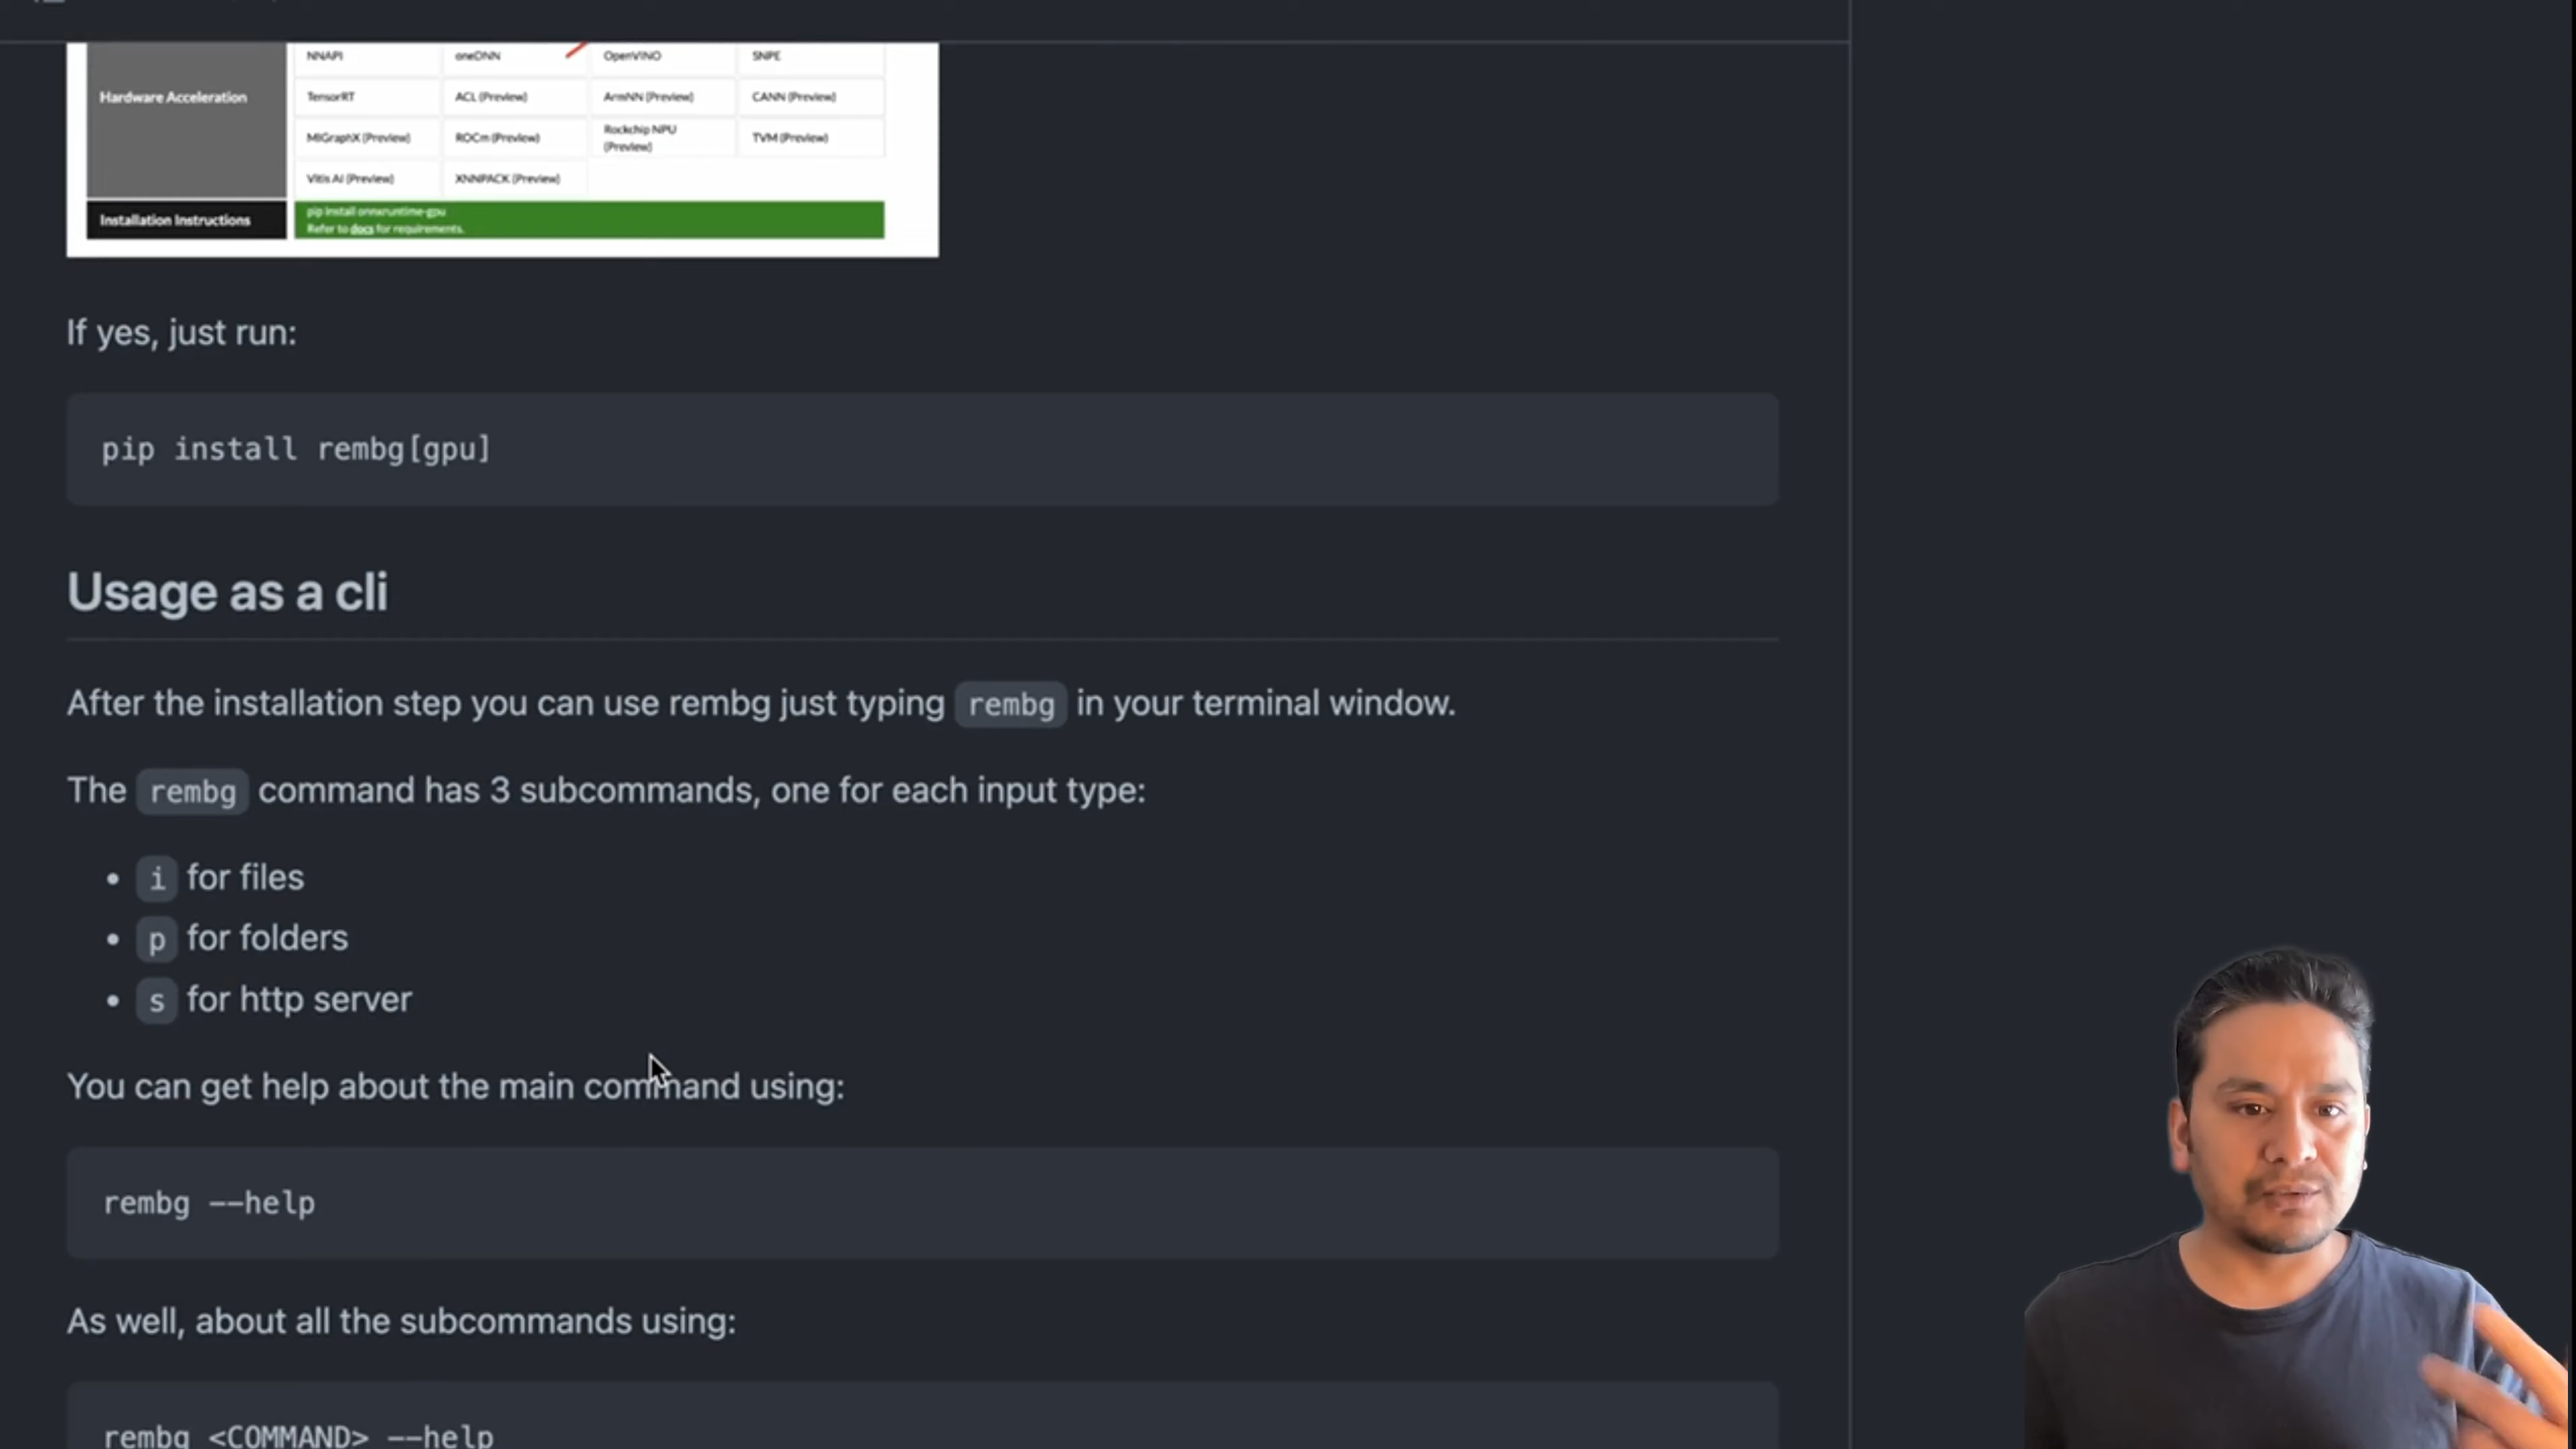 NNAPI oneDNN OpenVINO SNPE
Hardware Acceleration TensorRT ACL (Preview) ArmNN (Preview) CANN (Preview)
MIGraphX (Preview) ROCm (Preview) Rockchip NPU (Preview) TVM (Preview)
Vitis AI (Preview) XNNPACK (Preview)
Installation Instructions
pip install onnxruntime-gpu
Refer to docs for requirements.
If yes, just run:
pip install rembg[gpu]
Usage as a cli
After the installation step you can use rembg just typing rembg in your terminal window.
The rembg command has 3 subcommands, one for each input type:
• i for files
• p for folders
• s for http server
You can get help about the main command using:
rembg --help
As well, about all the subcommands using:
rembg <COMMAND> --help